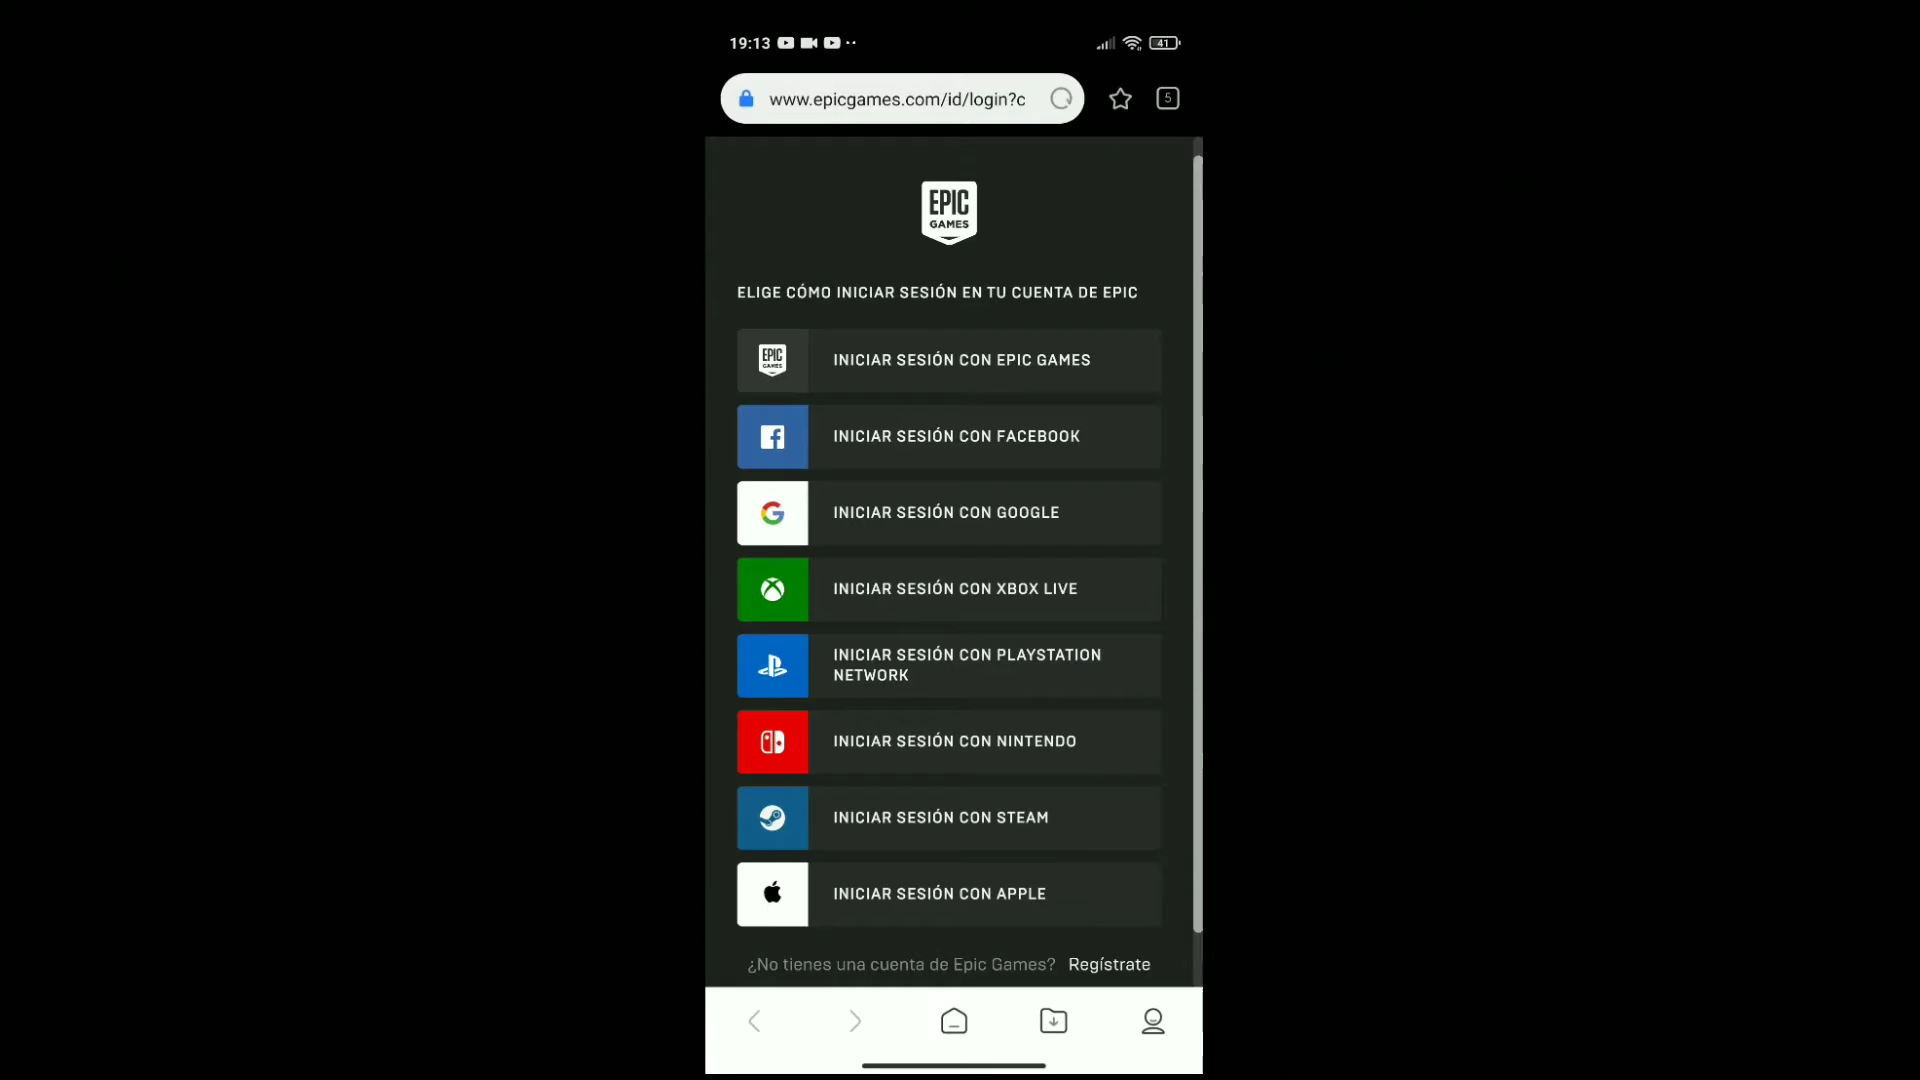 19:13
41
www.epicgames.com/id/login?c
5
EPIC
GAMES
ELIGE CÓMO INICIAR SESIÓN EN TU CUENTA DE EPIC
EPIC
GAMES
INICIAR SESIÓN CON EPIC GAMES
INICIAR SESIÓN CON FACEBOOK
INICIAR SESIÓN CON GOOGLE
INICIAR SESIÓN CON XBOX LIVE
INICIAR SESIÓN CON PLAYSTATION
NETWORK
INICIAR SESIÓN CON NINTENDO
INICIAR SESIÓN CON STEAM
INICIAR SESIÓN CON APPLE
¿No tienes una cuenta de Epic Games? Regístrate